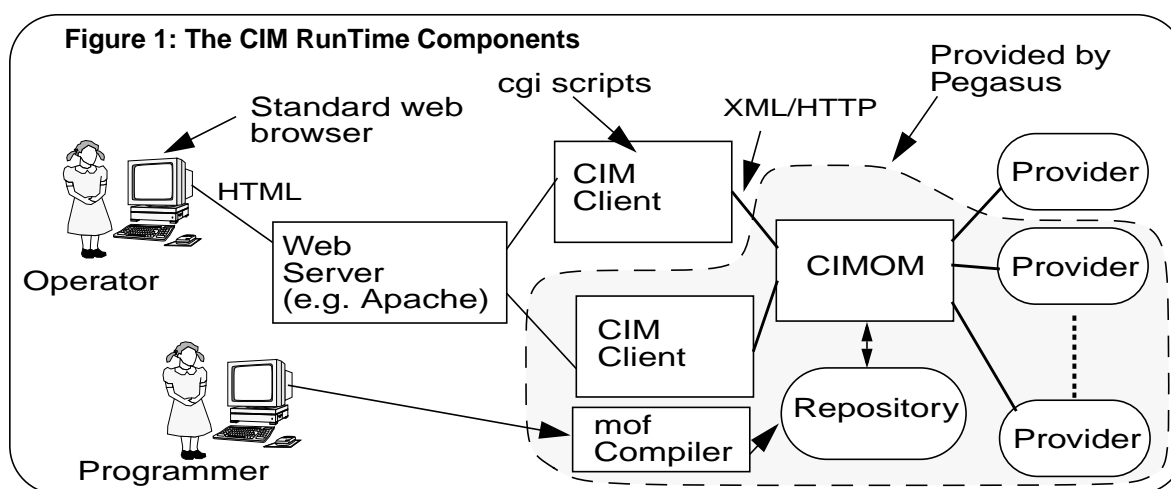 Figure 1: The CIM RunTime Components
Provided by
Pegasus
cgi scripts
XML/HTTP
Standard web
browser
HTML
CIM
Client
Provider
Operator
Web
Server
(e.g. Apache)
CIMOM
Provider
CIM
Client
Programmer
mof
Compiler
Repository
Provider